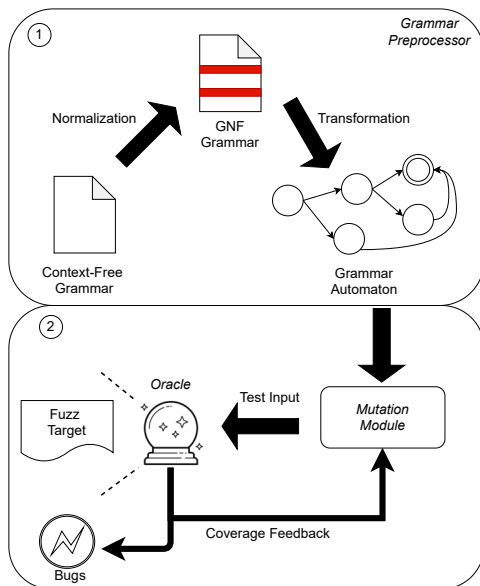 1
Grammar
Preprocessor
Normalization
GNF
Grammar
Transformation
Context-Free
Grammar
Grammar
Automaton
2
Oracle
Test Input
Fuzz
Target
Mutation
Module
Coverage Feedback
Bugs